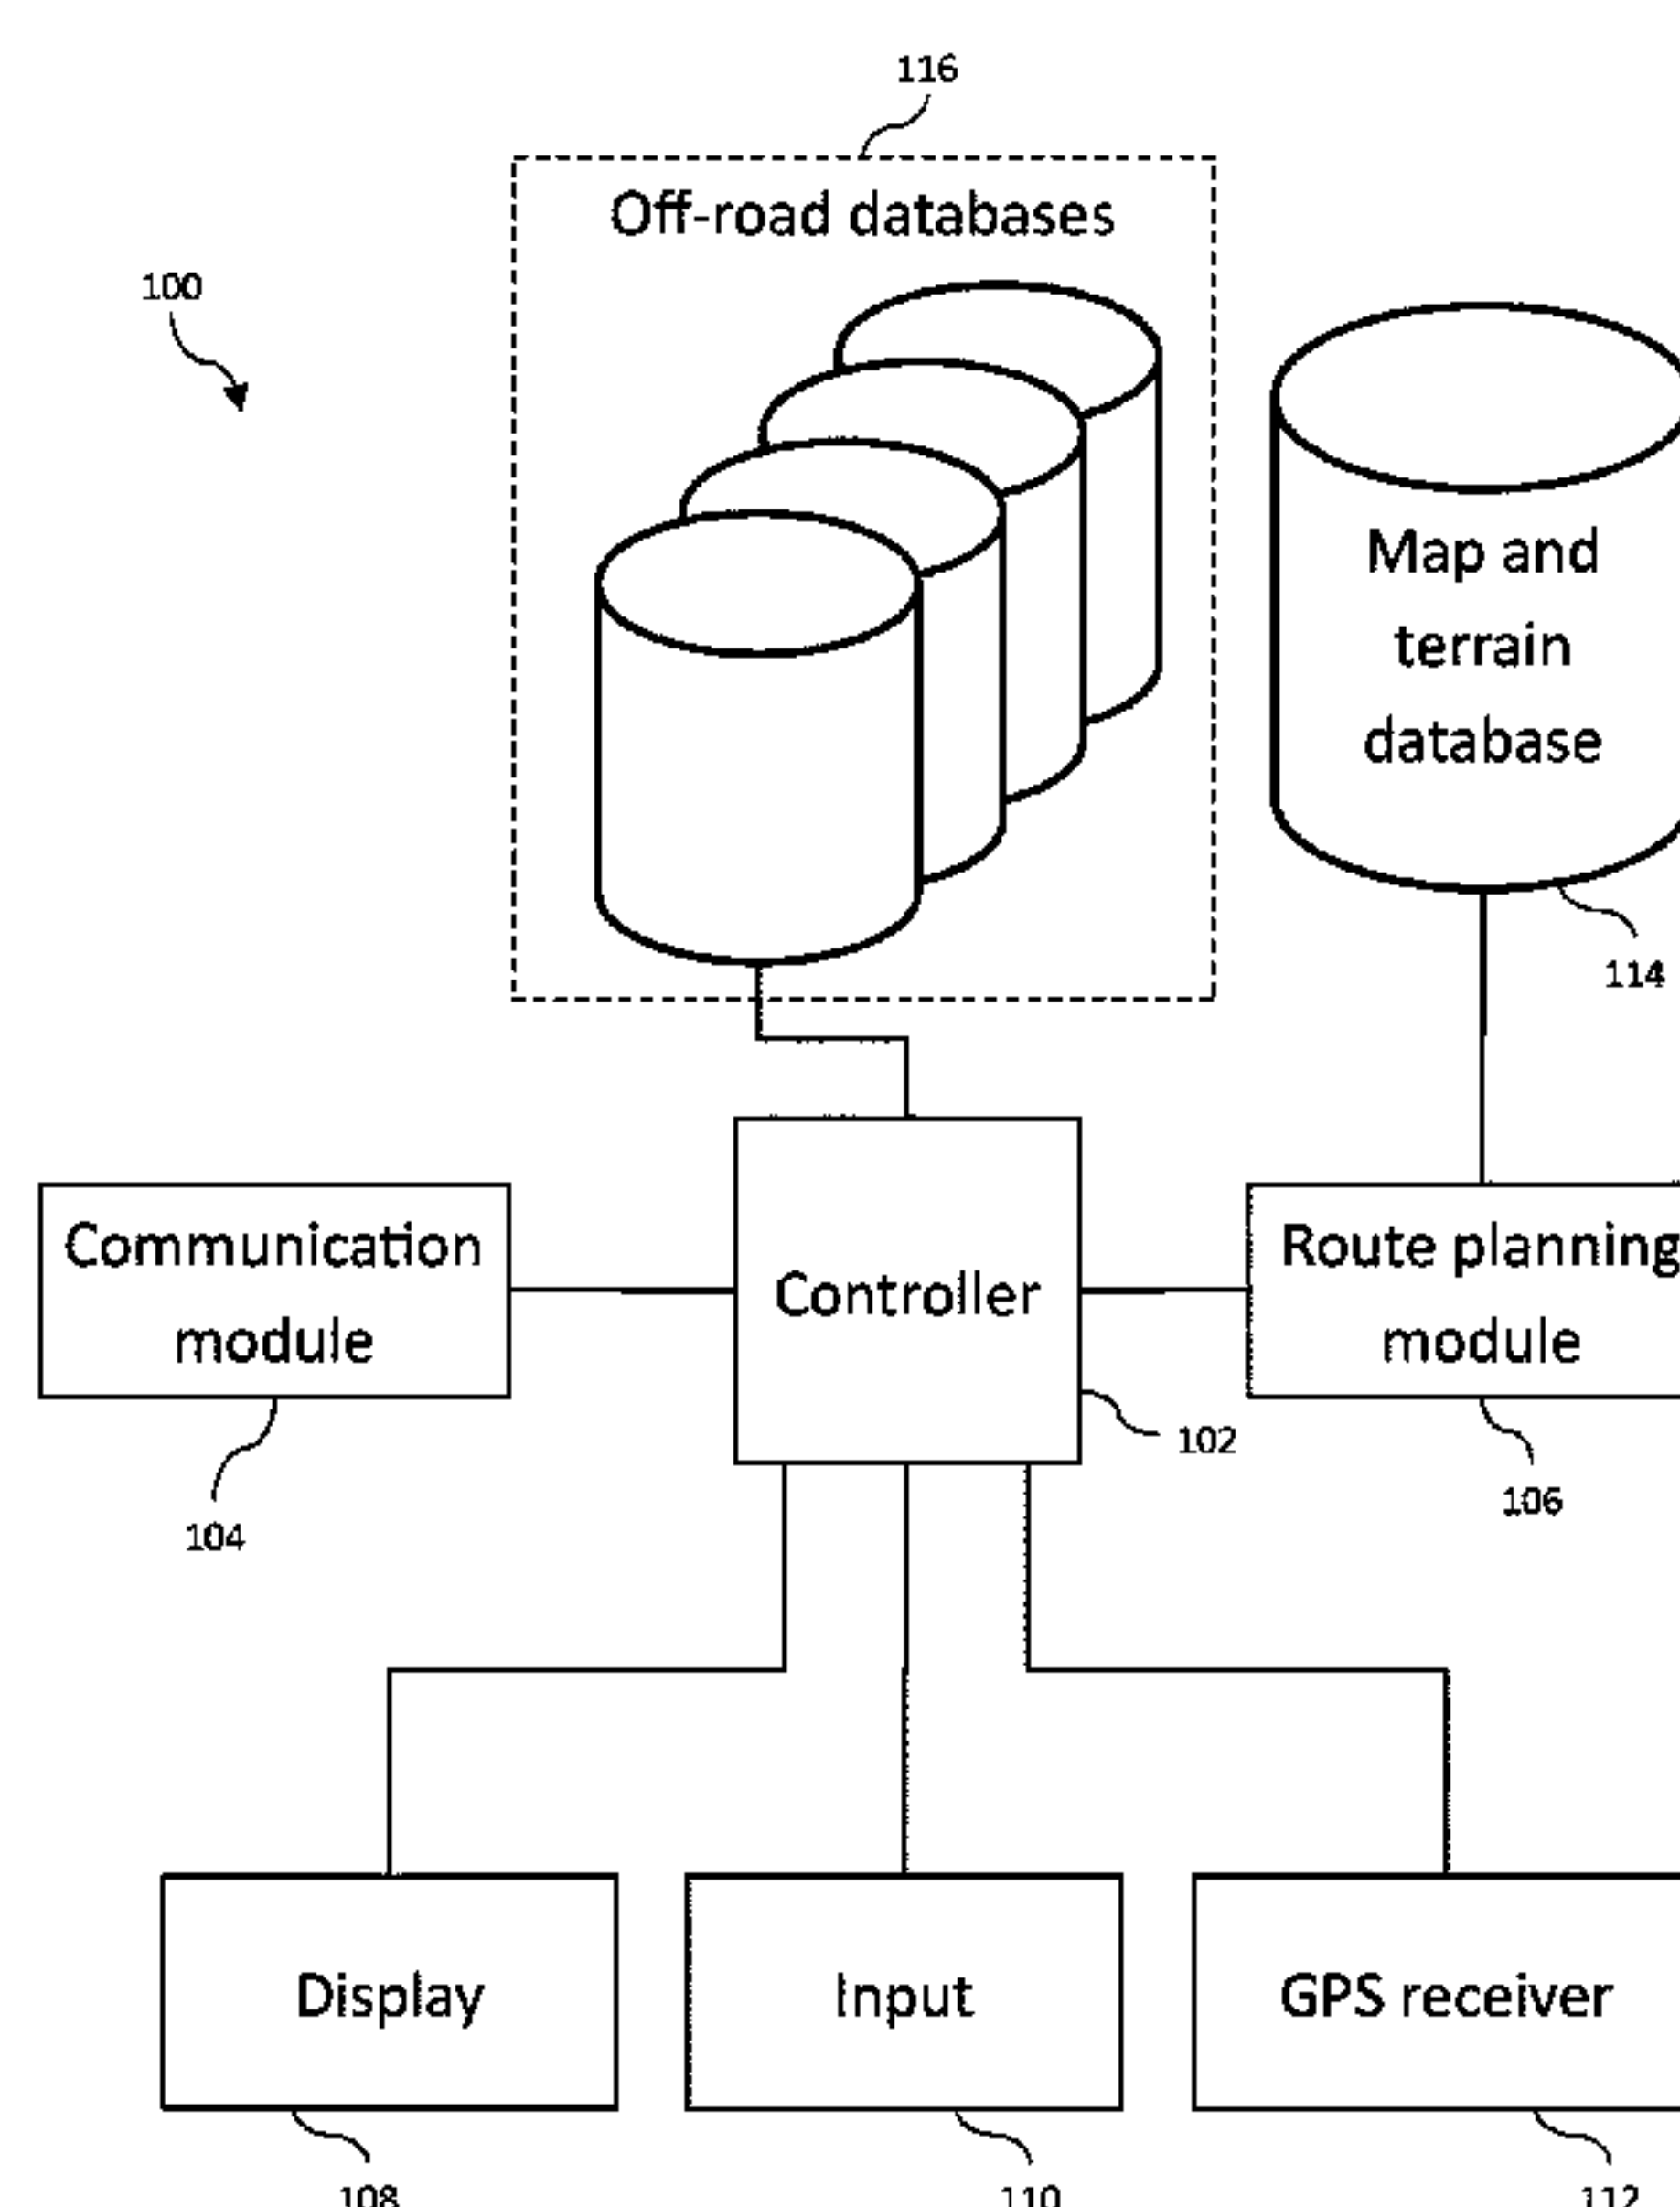 116
Off-road databases
100
Map and
terrain
database
114
Communication
module
Controller
Route planning
module
102
106
104
Display
Input
GPS receiver
108
110
112